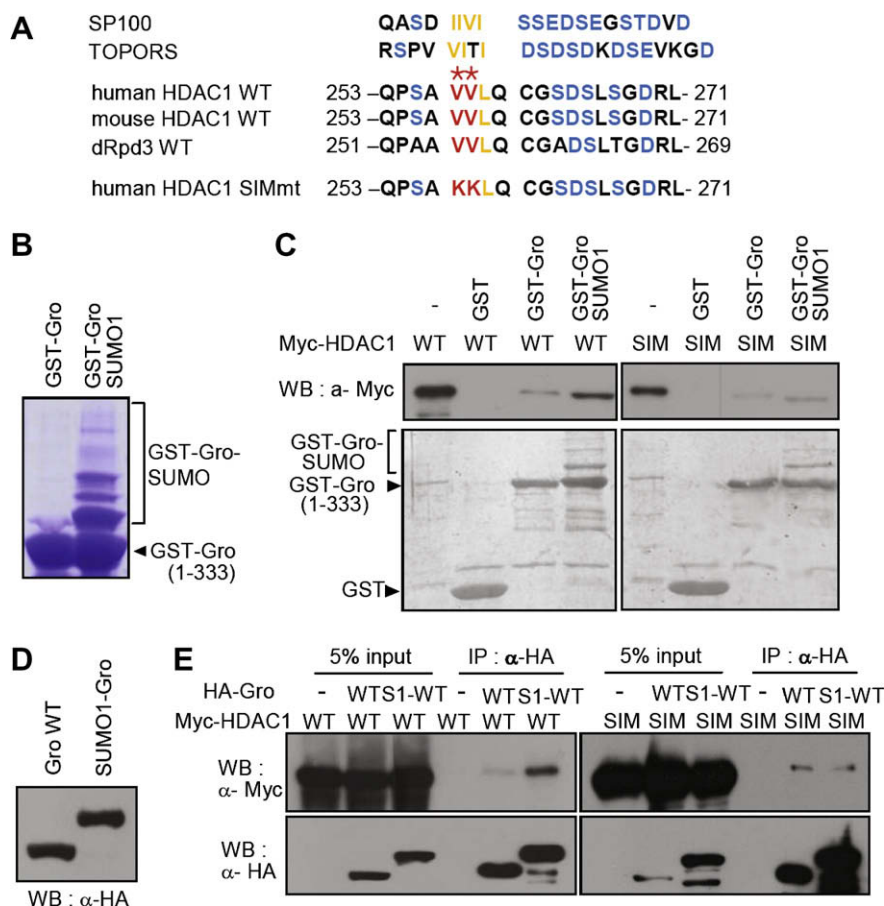 A
SP100 QASD IIVI SSEDSEGSTDVD
TOPORS RSPV VITI DSDSDKDSEVKGD
**
human HDAC1 WT 253 –QPSA VVLQ CGSDSLSGDRL- 271
mouse HDAC1 WT 253 –QPSA VVLQ CGSDSLSGDRL- 271
dRpd3 WT 251 –QPAA VVLQ CGADSLTGDRL- 269
human HDAC1 SIMmt 253 –QPSA KKLQ CGSDSLSGDRL- 271
B
GST-Gro
GST-Gro
SUMO1
GST-Gro-
SUMO
GST-Gro
(1-333)
C
- GST GST-Gro GST-Gro
SUMO1
- GST GST-Gro GST-Gro
SUMO1
Myc-HDAC1 WT WT WT WT SIM SIM SIM SIM
WB : a- Myc
GST-Gro-
SUMO
GST-Gro
(1-333)
GST
D
Gro WT
SUMO1-Gro
WB : α-HA
E
5% input IP : α-HA 5% input IP : α-HA
HA-Gro - WT S1-WT - WT S1-WT - WT S1-WT - WT S1-WT
Myc-HDAC1 WT WT WT WT WT WT SIM SIM SIM SIM SIM SIM
WB :
α- Myc
WB :
α- HA